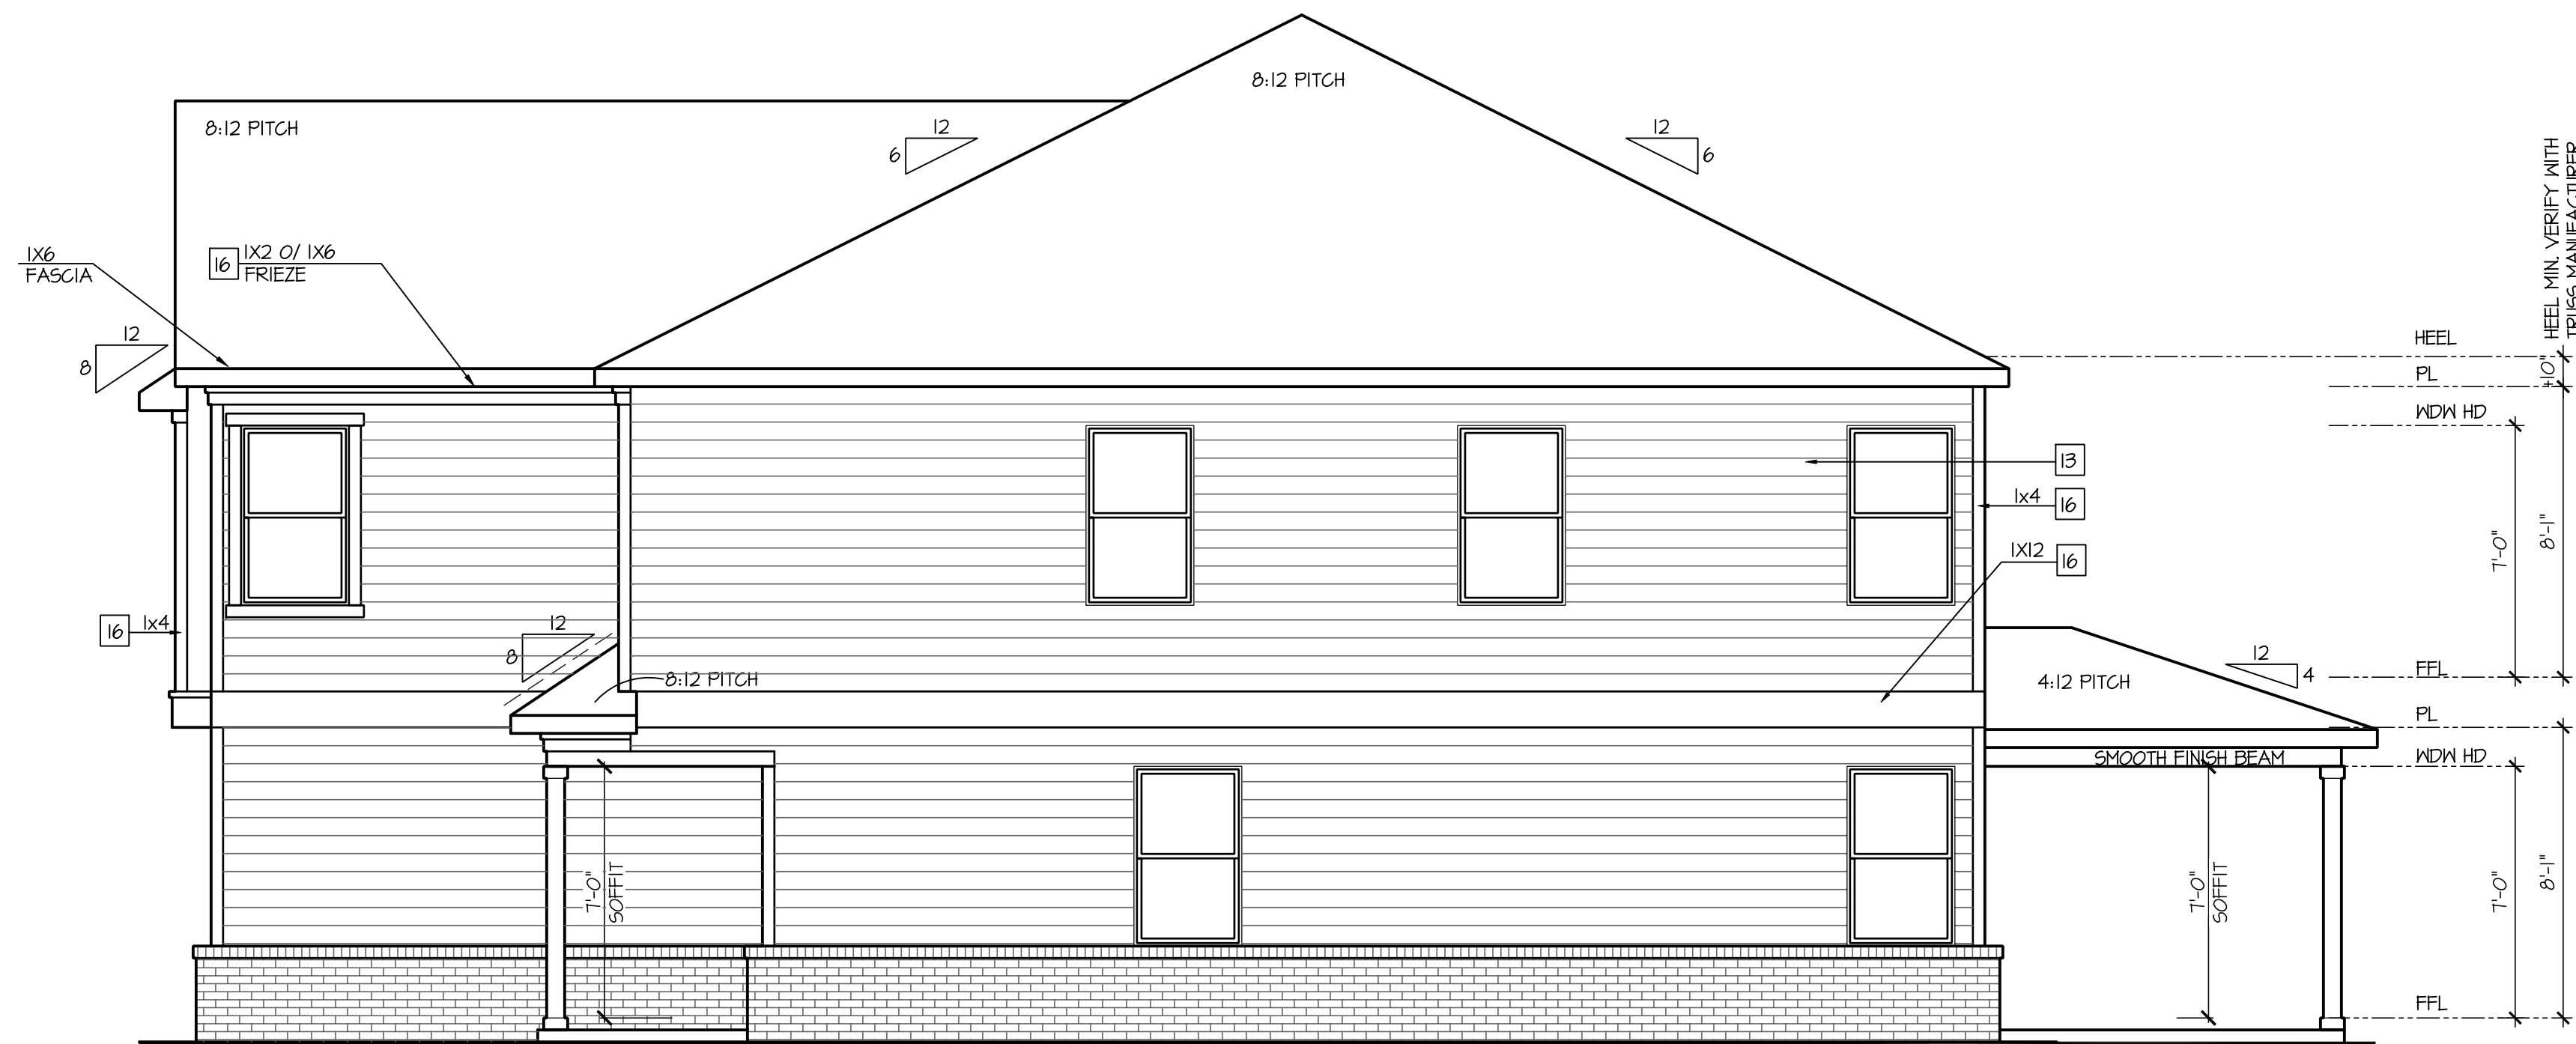 8:12 PITCH
8:12 PITCH
12
6
12
6
HEEL MIN. VERIFY WITH
TRUSS MANUFACTURER
1X6
FASCIA
16
1X2 O/ 1X6
FRIEZE
12
8
HEEL
+10"
PL
WDW HD
13
1x4
16
1X12
16
7'-0"
8'-1"
16
1x4
12
8
8:12 PITCH
12
4
4:12 PITCH
FFL
PL
SMOOTH FINISH BEAM
WDW HD
7'-0"
SOFFIT
7'-0"
SOFFIT
7'-0"
8'-1"
FFL